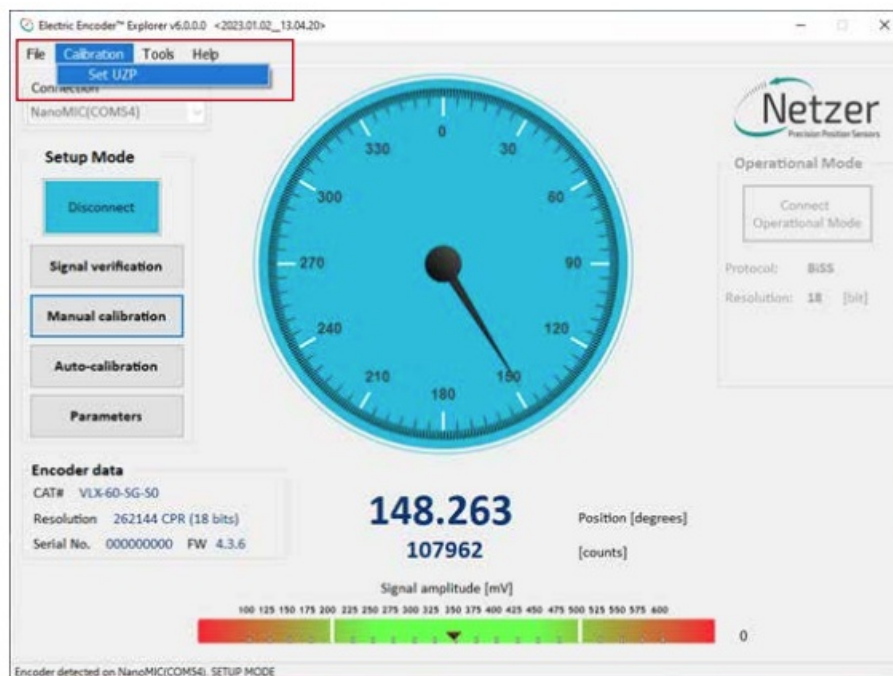 Electric Encoder™ Explorer v6.0.0.0 <2023.01.02__13.04.20>
File Calibration Tools Help
Set UZP
Connection
NanoMIC(COM54)
Setup Mode
Disconnect
Signal verification
Manual calibration
Auto-calibration
Parameters
0
30
60
90
120
150
180
210
240
270
300
330
Netzer
Precision Position Sensors
Operational Mode
Connect
Operational Mode
Protocol: BiSS
Resolution: 18 [bit]
Encoder data
CAT# VLX-60-SG-S0
Resolution 262144 CPR (18 bits)
Serial No. 000000000 FW 4.3.6
148.263 Position [degrees]
107962 [counts]
Signal amplitude [mV]
100 125 150 175 200 225 250 275 300 325 350 375 400 425 450 475 500 525 550 575 600
0
Encoder detected on NanoMIC(COM54). SETUP MODE